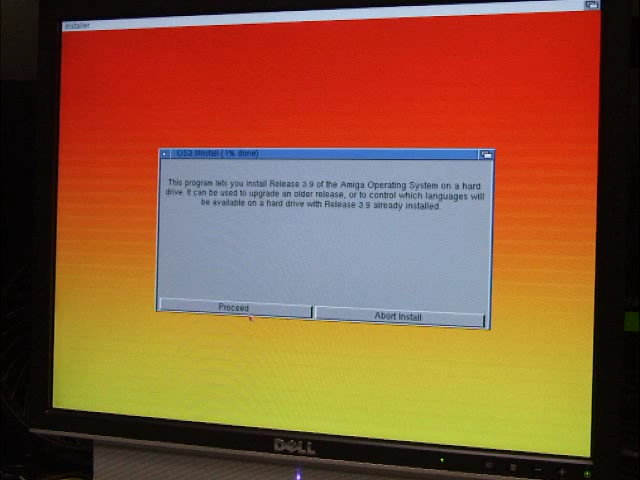 Installer
OS3.9Install (1% done)
This program lets you install Release 3.9 of the Amiga Operating System on a hard
drive. It can be used to upgrade an older release, or to control which languages will
be available on a hard drive with Release 3.9 already installed.
Proceed
Abort Install
DELL